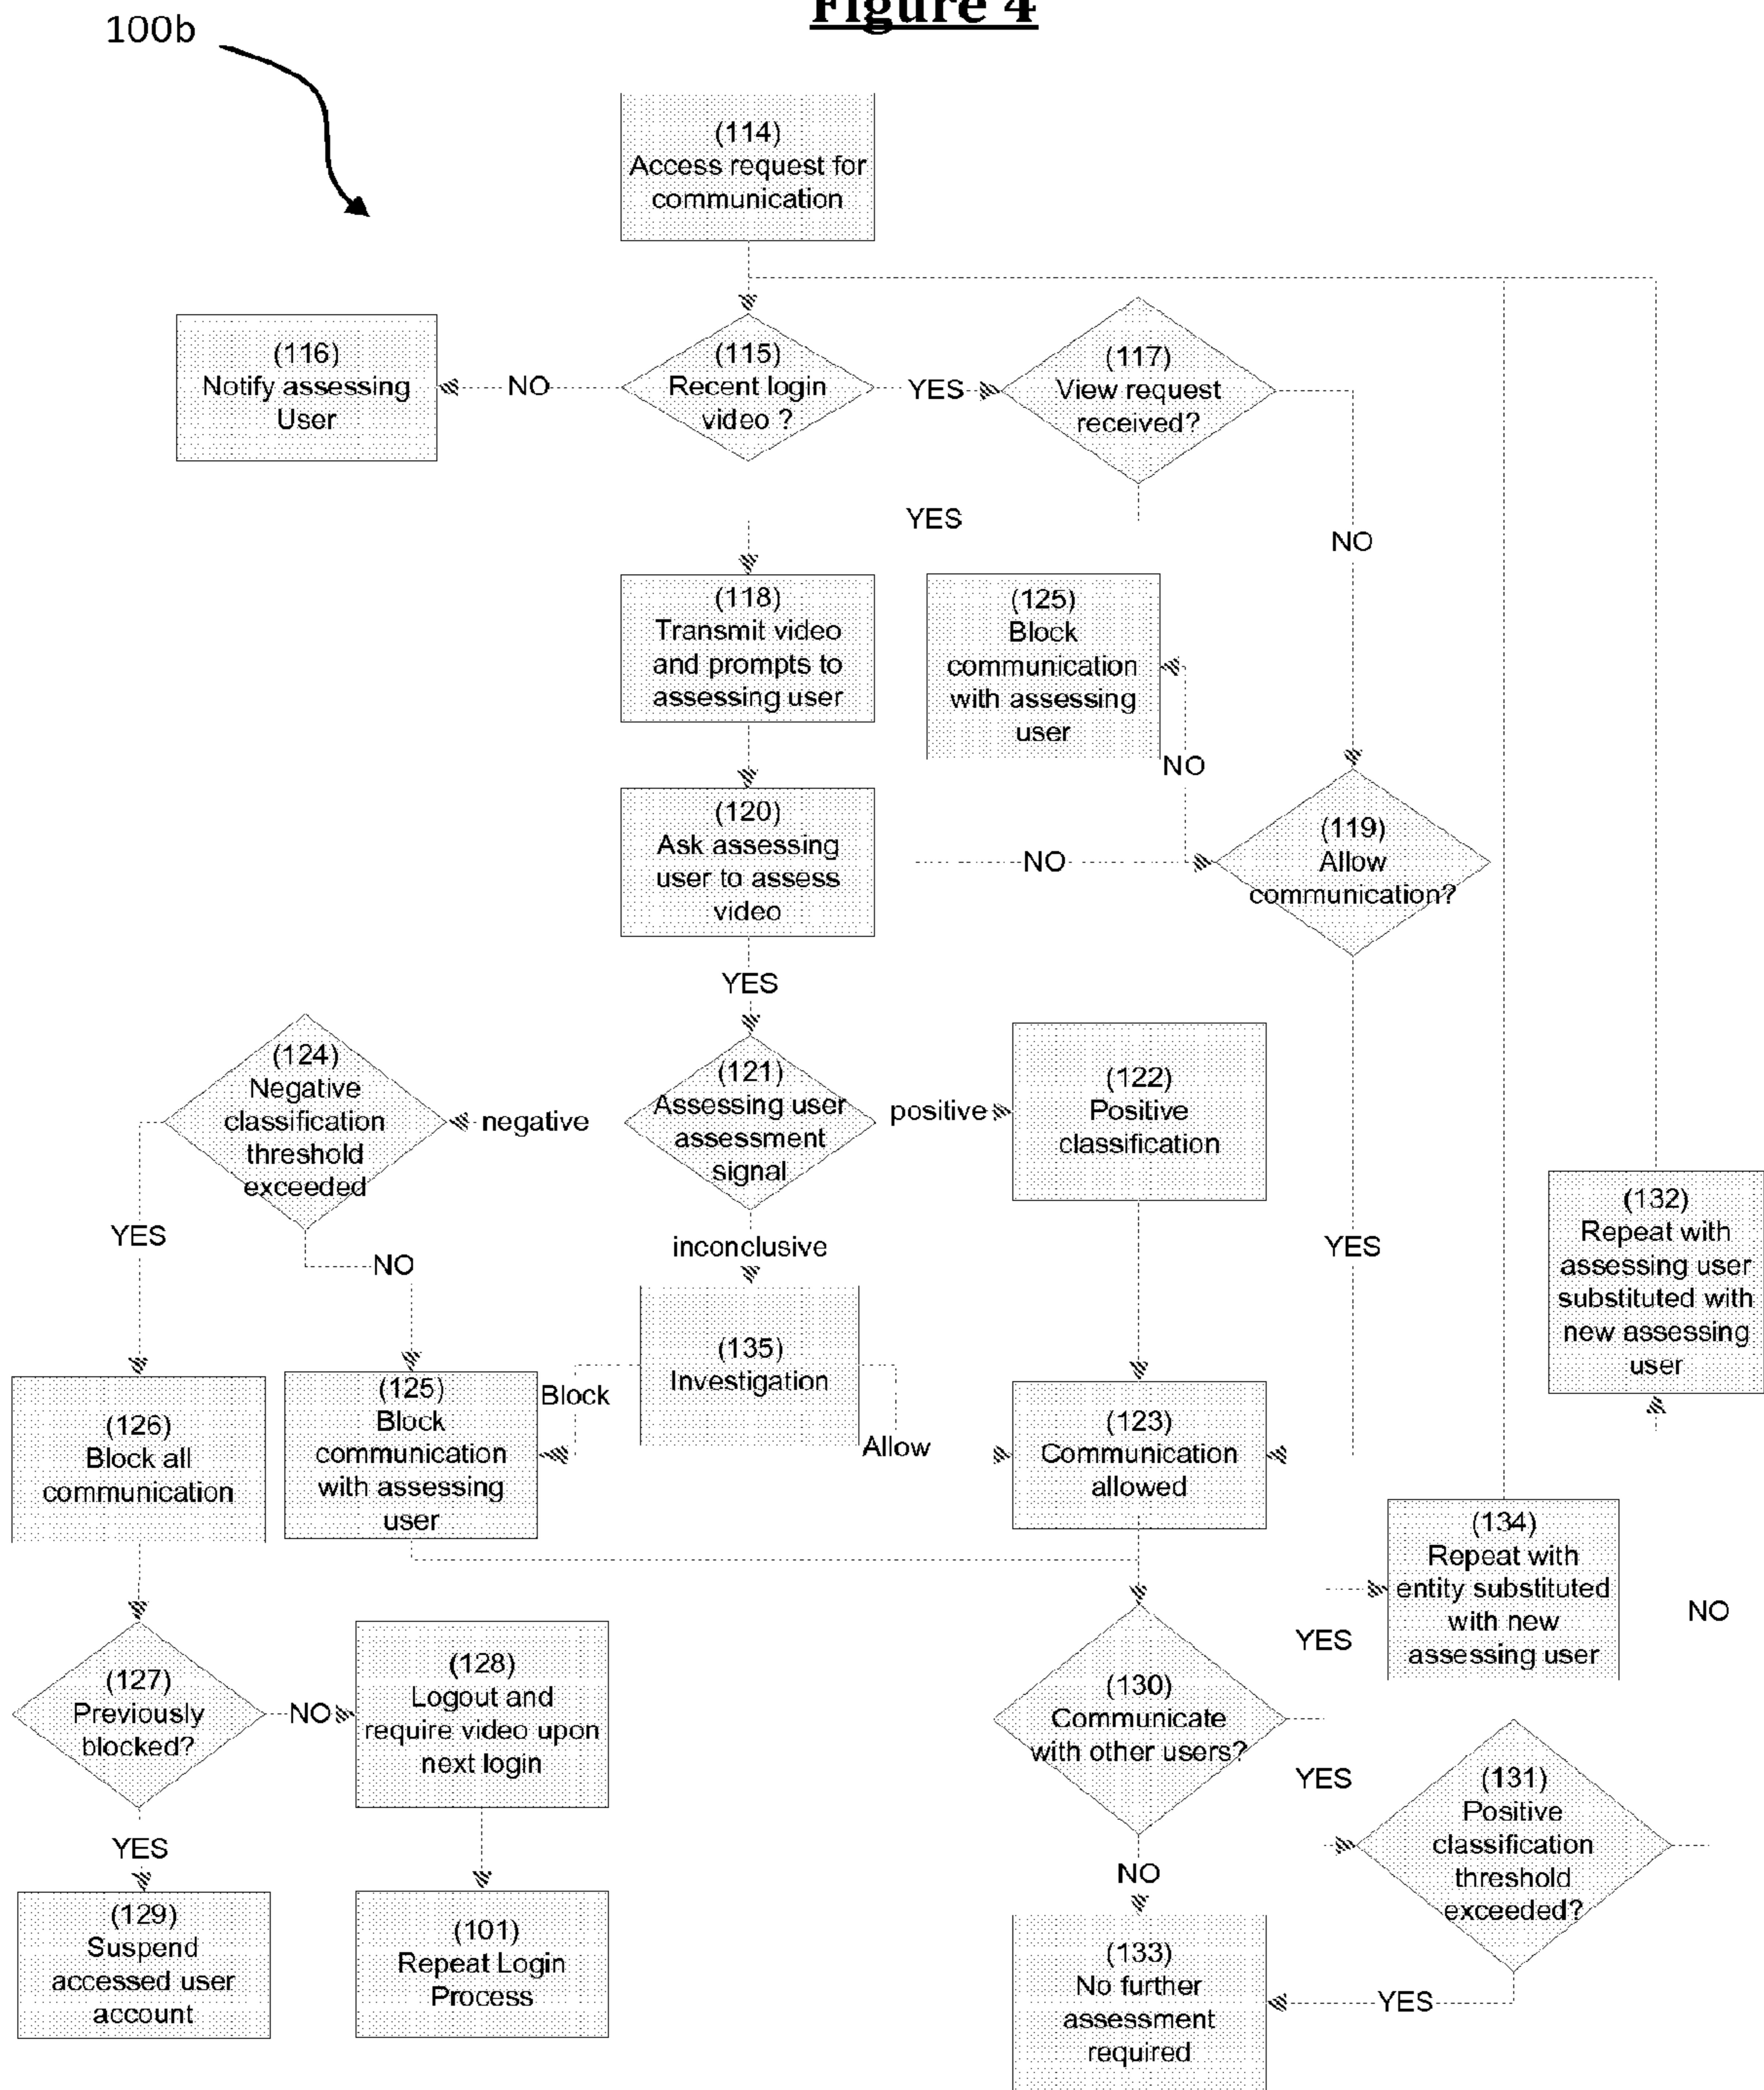 Figure 4
100b
(114)
Access request for
communication
(116)
Notify assessing
User
NO
(115)
Recent login
video ?
YES
(117)
View request
received?
YES
NO
(118)
Transmit video
and prompts to
assessing user
(125)
Block
communication
with assessing
user
NO
(120)
Ask assessing
user to assess
video
NO
(119)
Allow
communication?
YES
(124)
Negative
classification
threshold
exceeded
negative
(121)
Assessing user
assessment
signal
positive
(122)
Positive
classification
YES
NO
inconclusive
YES
(132)
Repeat with
assessing user
substituted with
new assessing
user
(126)
Block all
communication
(125)
Block
communication
with assessing
user
Block
(135)
Investigation
Allow
(123)
Communication
allowed
(134)
Repeat with
entity substituted
with new
assessing user
YES
NO
(127)
Previously
blocked?
NO
(128)
Logout and
require video upon
next login
(130)
Communicate
with other users?
YES
(131)
Positive
classification
threshold
exceeded?
YES
NO
(129)
Suspend
accessed user
account
(101)
Repeat Login
Process
(133)
No further
assessment
required
YES